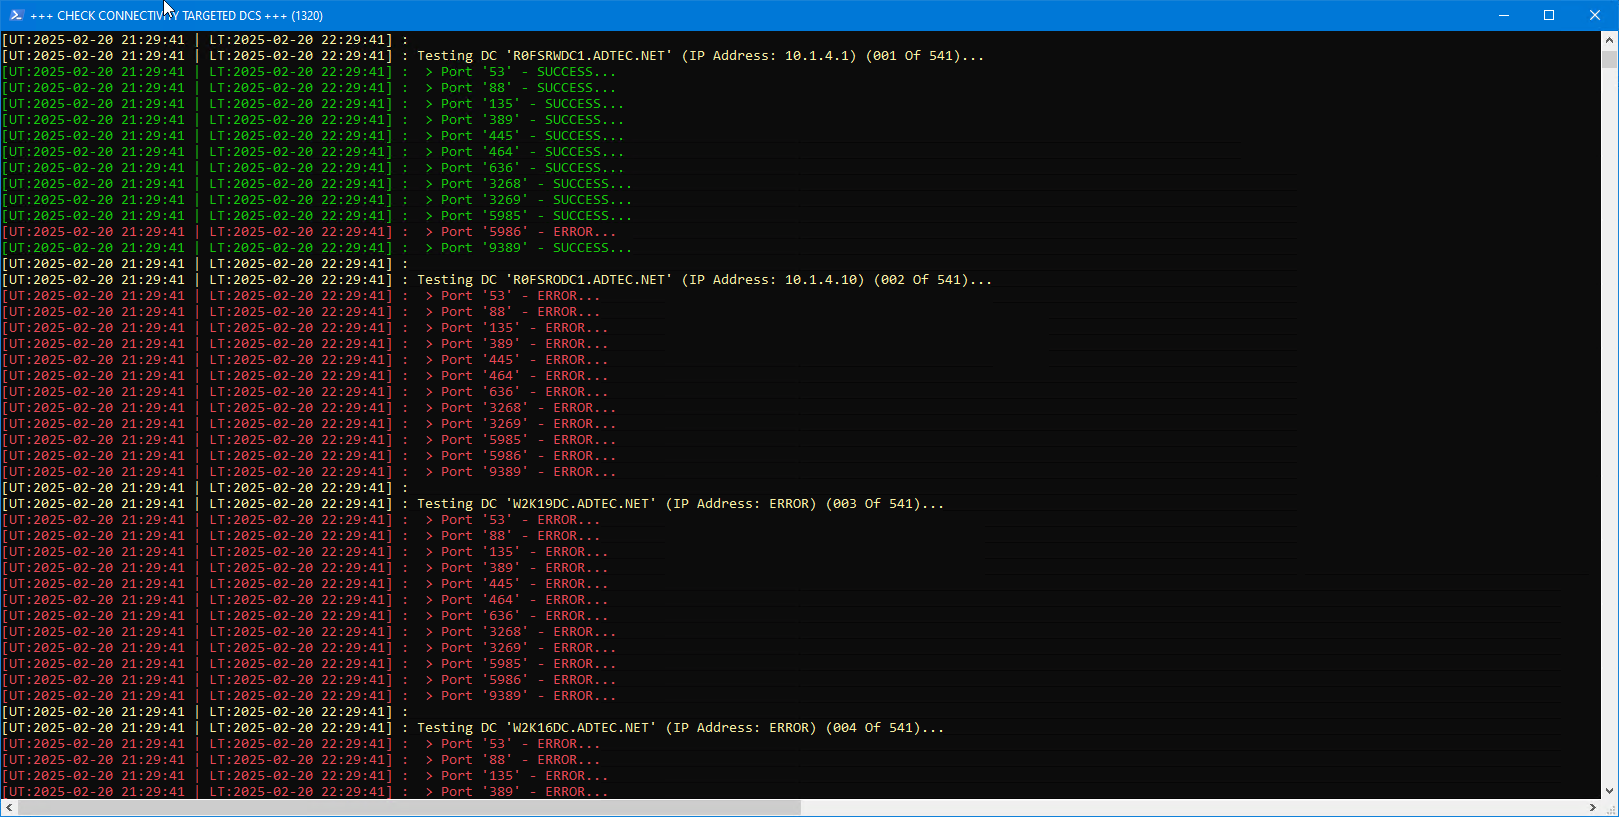 +++ CHECK CONNECTIVITY TARGETED DCS +++ (1320)
[UT:2025-02-20 21:29:41 | LT:2025-02-20 22:29:41] :
[UT:2025-02-20 21:29:41 | LT:2025-02-20 22:29:41] : Testing DC 'R0FSRWDC1.ADTEC.NET' (IP Address: 10.1.4.1) (001 Of 541)...
[UT:2025-02-20 21:29:41 | LT:2025-02-20 22:29:41] :  > Port '53' - SUCCESS...
[UT:2025-02-20 21:29:41 | LT:2025-02-20 22:29:41] :  > Port '88' - SUCCESS...
[UT:2025-02-20 21:29:41 | LT:2025-02-20 22:29:41] :  > Port '135' - SUCCESS...
[UT:2025-02-20 21:29:41 | LT:2025-02-20 22:29:41] :  > Port '389' - SUCCESS...
[UT:2025-02-20 21:29:41 | LT:2025-02-20 22:29:41] :  > Port '445' - SUCCESS...
[UT:2025-02-20 21:29:41 | LT:2025-02-20 22:29:41] :  > Port '464' - SUCCESS...
[UT:2025-02-20 21:29:41 | LT:2025-02-20 22:29:41] :  > Port '636' - SUCCESS...
[UT:2025-02-20 21:29:41 | LT:2025-02-20 22:29:41] :  > Port '3268' - SUCCESS...
[UT:2025-02-20 21:29:41 | LT:2025-02-20 22:29:41] :  > Port '3269' - SUCCESS...
[UT:2025-02-20 21:29:41 | LT:2025-02-20 22:29:41] :  > Port '5985' - SUCCESS...
[UT:2025-02-20 21:29:41 | LT:2025-02-20 22:29:41] :  > Port '5986' - ERROR...
[UT:2025-02-20 21:29:41 | LT:2025-02-20 22:29:41] :  > Port '9389' - SUCCESS...
[UT:2025-02-20 21:29:41 | LT:2025-02-20 22:29:41] :
[UT:2025-02-20 21:29:41 | LT:2025-02-20 22:29:41] : Testing DC 'R0FSRODC1.ADTEC.NET' (IP Address: 10.1.4.10) (002 Of 541)...
[UT:2025-02-20 21:29:41 | LT:2025-02-20 22:29:41] :  > Port '53' - ERROR...
[UT:2025-02-20 21:29:41 | LT:2025-02-20 22:29:41] :  > Port '88' - ERROR...
[UT:2025-02-20 21:29:41 | LT:2025-02-20 22:29:41] :  > Port '135' - ERROR...
[UT:2025-02-20 21:29:41 | LT:2025-02-20 22:29:41] :  > Port '389' - ERROR...
[UT:2025-02-20 21:29:41 | LT:2025-02-20 22:29:41] :  > Port '445' - ERROR...
[UT:2025-02-20 21:29:41 | LT:2025-02-20 22:29:41] :  > Port '464' - ERROR...
[UT:2025-02-20 21:29:41 | LT:2025-02-20 22:29:41] :  > Port '636' - ERROR...
[UT:2025-02-20 21:29:41 | LT:2025-02-20 22:29:41] :  > Port '3268' - ERROR...
[UT:2025-02-20 21:29:41 | LT:2025-02-20 22:29:41] :  > Port '3269' - ERROR...
[UT:2025-02-20 21:29:41 | LT:2025-02-20 22:29:41] :  > Port '5985' - ERROR...
[UT:2025-02-20 21:29:41 | LT:2025-02-20 22:29:41] :  > Port '5986' - ERROR...
[UT:2025-02-20 21:29:41 | LT:2025-02-20 22:29:41] :  > Port '9389' - ERROR...
[UT:2025-02-20 21:29:41 | LT:2025-02-20 22:29:41] :
[UT:2025-02-20 21:29:41 | LT:2025-02-20 22:29:41] : Testing DC 'W2K19DC.ADTEC.NET' (IP Address: ERROR) (003 Of 541)...
[UT:2025-02-20 21:29:41 | LT:2025-02-20 22:29:41] :  > Port '53' - ERROR...
[UT:2025-02-20 21:29:41 | LT:2025-02-20 22:29:41] :  > Port '88' - ERROR...
[UT:2025-02-20 21:29:41 | LT:2025-02-20 22:29:41] :  > Port '135' - ERROR...
[UT:2025-02-20 21:29:41 | LT:2025-02-20 22:29:41] :  > Port '389' - ERROR...
[UT:2025-02-20 21:29:41 | LT:2025-02-20 22:29:41] :  > Port '445' - ERROR...
[UT:2025-02-20 21:29:41 | LT:2025-02-20 22:29:41] :  > Port '464' - ERROR...
[UT:2025-02-20 21:29:41 | LT:2025-02-20 22:29:41] :  > Port '636' - ERROR...
[UT:2025-02-20 21:29:41 | LT:2025-02-20 22:29:41] :  > Port '3268' - ERROR...
[UT:2025-02-20 21:29:41 | LT:2025-02-20 22:29:41] :  > Port '3269' - ERROR...
[UT:2025-02-20 21:29:41 | LT:2025-02-20 22:29:41] :  > Port '5985' - ERROR...
[UT:2025-02-20 21:29:41 | LT:2025-02-20 22:29:41] :  > Port '5986' - ERROR...
[UT:2025-02-20 21:29:41 | LT:2025-02-20 22:29:41] :  > Port '9389' - ERROR...
[UT:2025-02-20 21:29:41 | LT:2025-02-20 22:29:41] :
[UT:2025-02-20 21:29:41 | LT:2025-02-20 22:29:41] : Testing DC 'W2K16DC.ADTEC.NET' (IP Address: ERROR) (004 Of 541)...
[UT:2025-02-20 21:29:41 | LT:2025-02-20 22:29:41] :  > Port '53' - ERROR...
[UT:2025-02-20 21:29:41 | LT:2025-02-20 22:29:41] :  > Port '88' - ERROR...
[UT:2025-02-20 21:29:41 | LT:2025-02-20 22:29:41] :  > Port '135' - ERROR...
[UT:2025-02-20 21:29:41 | LT:2025-02-20 22:29:41] :  > Port '389' - ERROR...